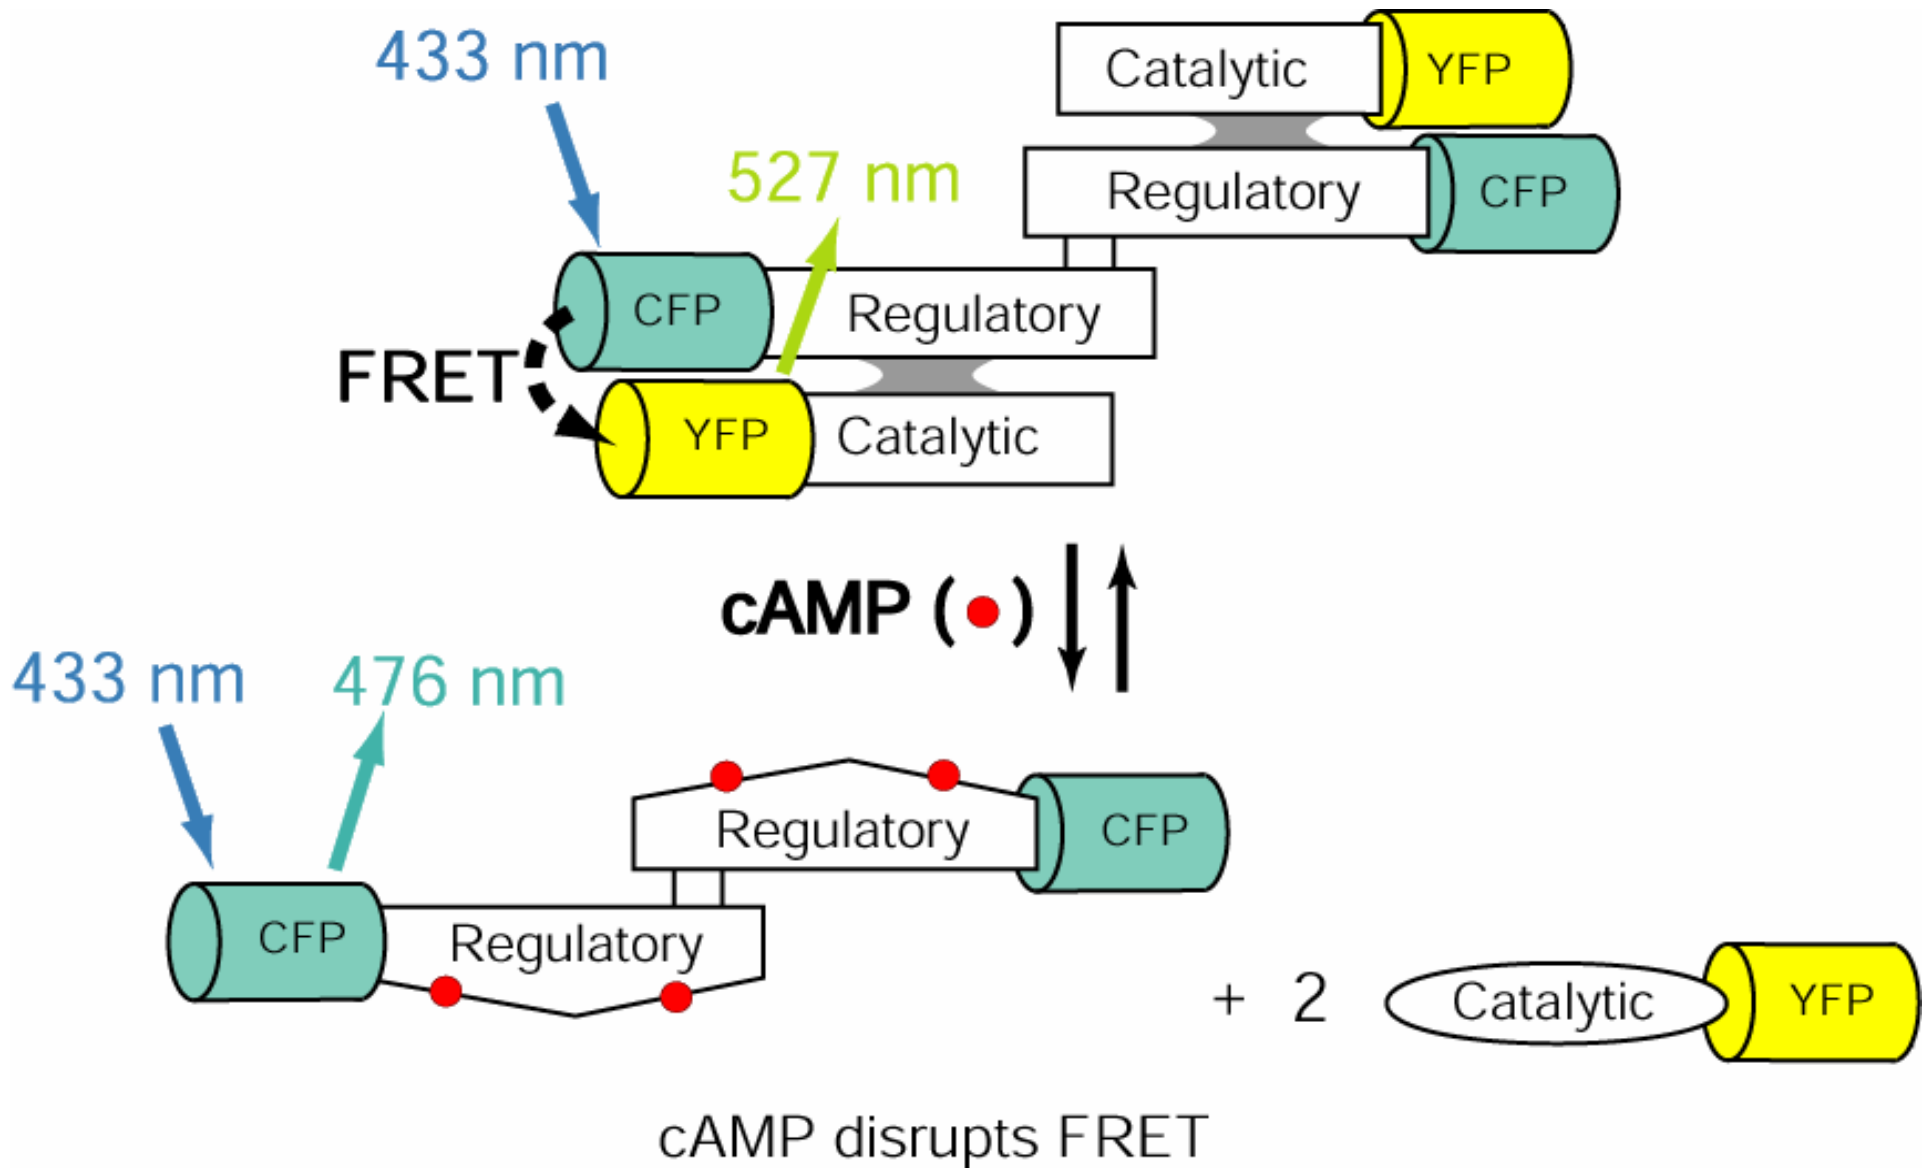 433 nm
Catalytic YFP
527 nm
Regulatory CFP
CFP Regulatory
FRET
YFP Catalytic
cAMP ( )
433 nm 476 nm
Regulatory CFP
CFP Regulatory
+ 2 Catalytic YFP
cAMP disrupts FRET